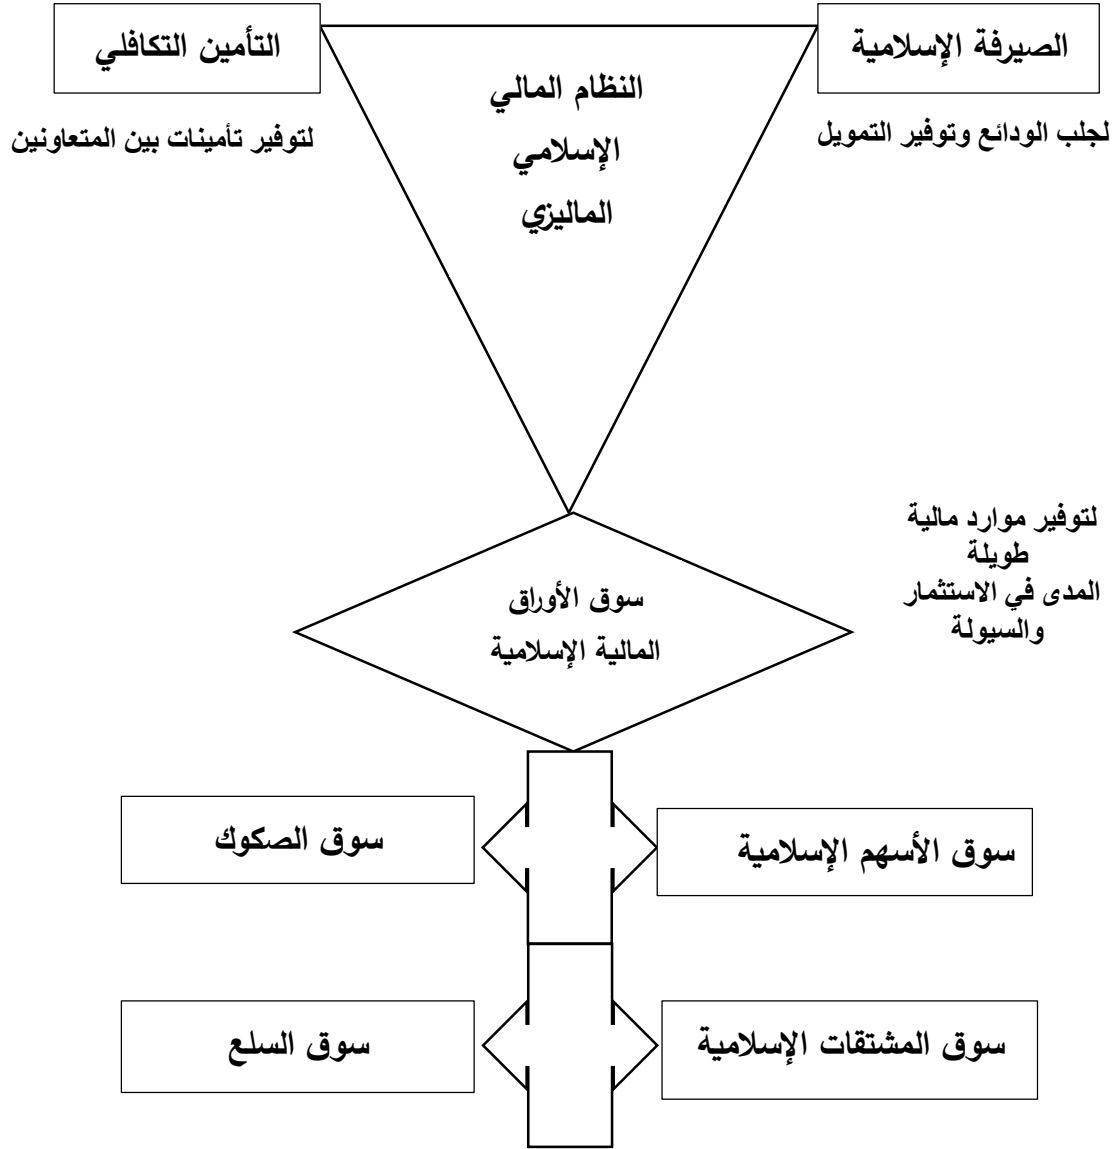 الصيرفة الإسلامية
لجلب الودائع وتوفير التمويل
التأمين التكافلي
لتوفير تأمينات بين المتعاونين
النظام المالي
الإسلامي
الماليزي
لتوفير موارد مالية
طويلة
المدى في الاستثمار
والسيولة
سوق الأوراق
المالية الإسلامية
سوق الأسهم الإسلامية
سوق الصكوك
سوق المشتقات الإسلامية
سوق السلع